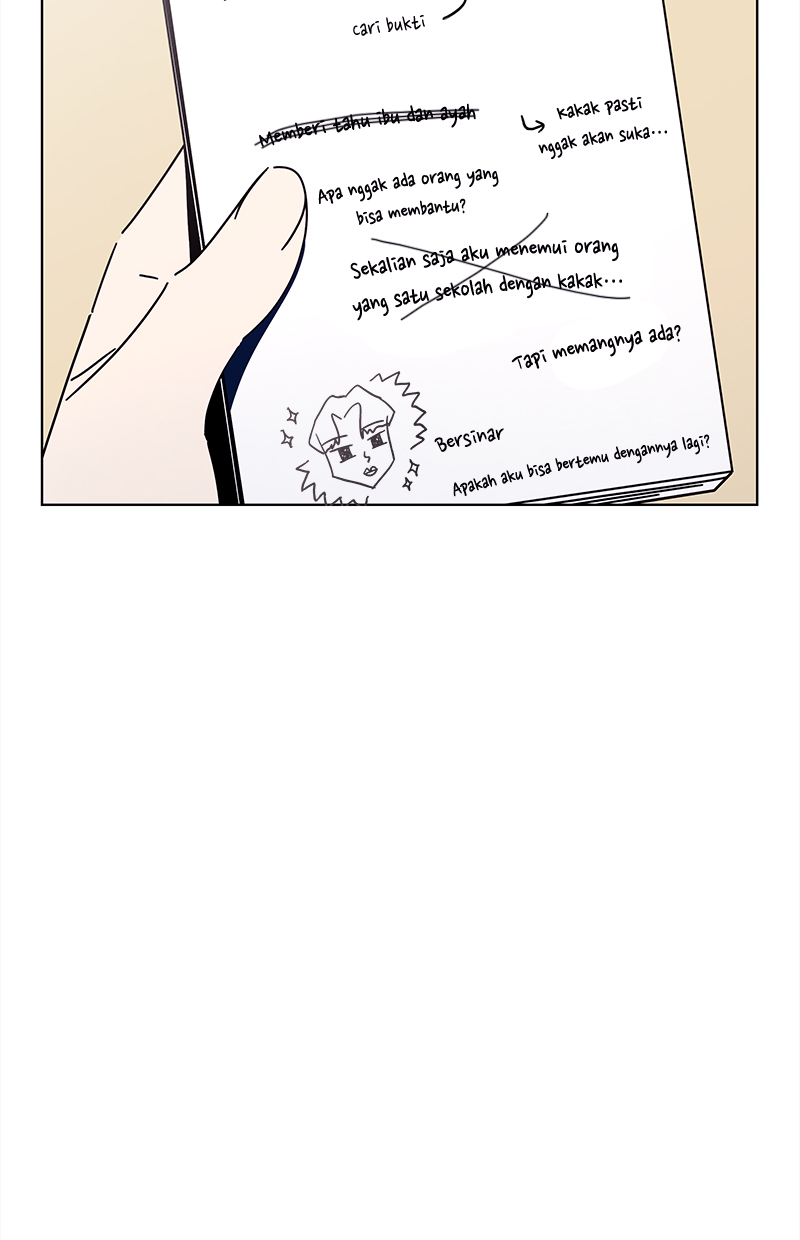 cari bukti
Memberi tahu ibu dan ayah
kakak pasti
nggak akan suka...
Apa nggak ada orang yang
bisa membantu?
Sekalian saja aku menemui orang
yang satu sekolah dengan kakak...
Tapi memangnya ada?
Bersinar
Apakah aku bisa bertemu dengannya lagi?